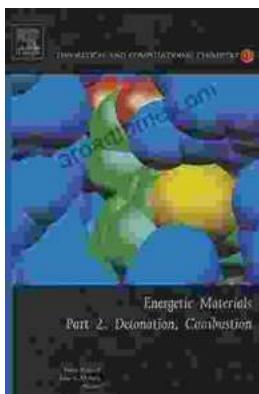 THEORETICAL AND COMPUTATIONAL CHEMISTRY
Energetic Materials
Part 2. Detonation, Combustion